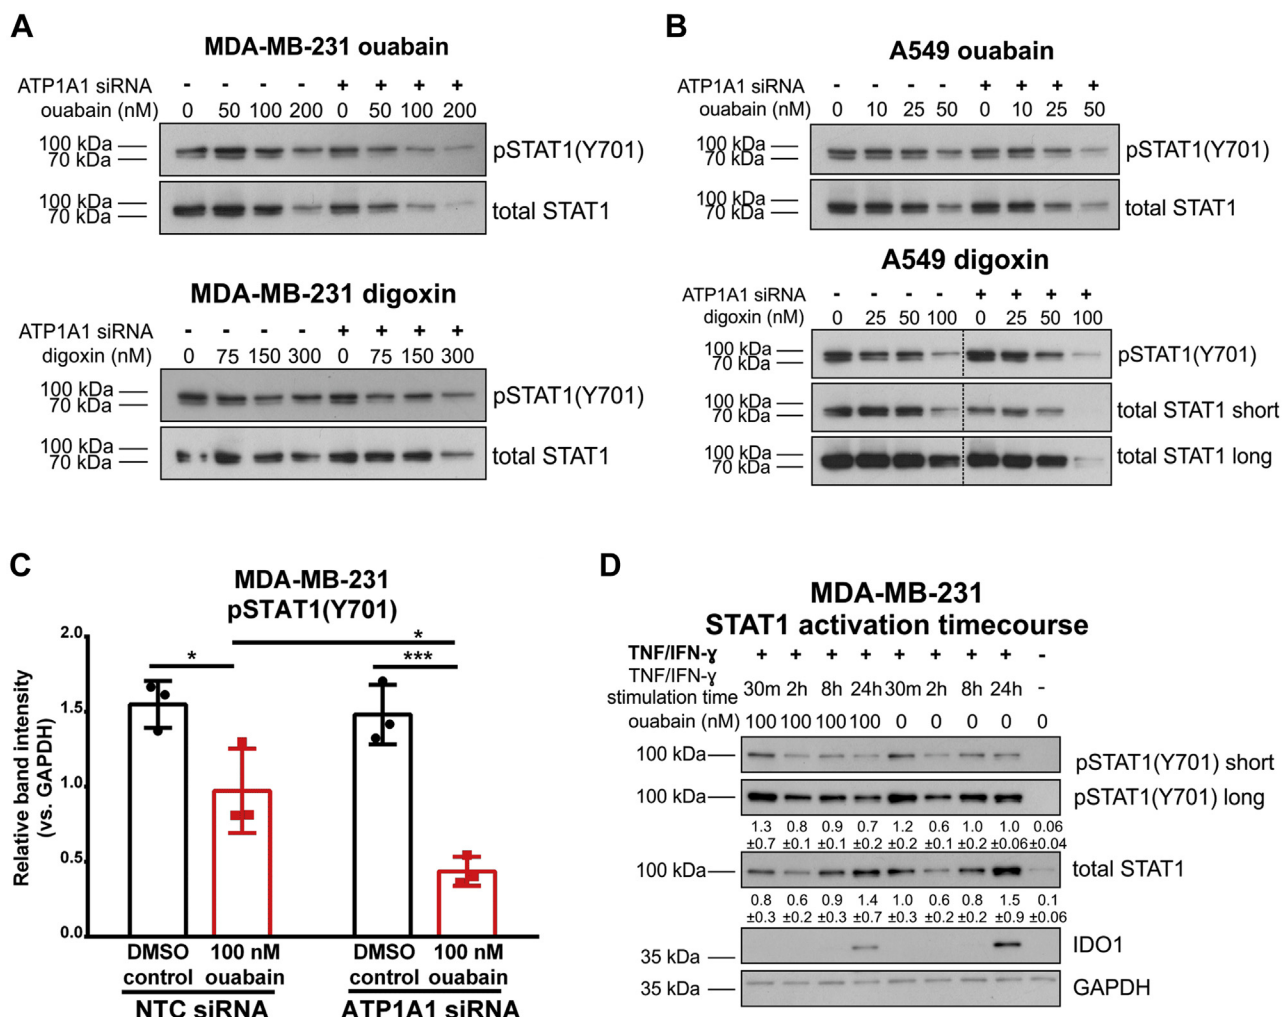 A
MDA-MB-231 ouabain
ATP1A1 siRNA - - - - + + + +
ouabain (nM) 0 50 100 200 0 50 100 200
100 kDa
70 kDa
pSTAT1(Y701)
100 kDa
70 kDa
total STAT1
MDA-MB-231 digoxin
ATP1A1 siRNA - - - - + + + +
digoxin (nM) 0 75 150 300 0 75 150 300
100 kDa
70 kDa
pSTAT1(Y701)
100 kDa
70 kDa
total STAT1
B
A549 ouabain
ATP1A1 siRNA - - - - + + + +
ouabain (nM) 0 10 25 50 0 10 25 50
100 kDa
70 kDa
pSTAT1(Y701)
100 kDa
70 kDa
total STAT1
A549 digoxin
ATP1A1 siRNA - - - - + + + +
digoxin (nM) 0 25 50 100 0 25 50 100
100 kDa
70 kDa
pSTAT1(Y701)
100 kDa
70 kDa
total STAT1 short
100 kDa
70 kDa
total STAT1 long
C
MDA-MB-231
pSTAT1(Y701)
Relative band intensity
(vs. GAPDH)
2.0
1.5
1.0
0.5
0.0
*
*
***
DMSO control
100 nM ouabain
DMSO control
100 nM ouabain
NTC siRNA
ATP1A1 siRNA
D
MDA-MB-231
STAT1 activation timecourse
TNF/IFN-ɣ + + + + + + + + -
TNF/IFN-ɣ
stimulation time 30m 2h 8h 24h 30m 2h 8h 24h -
ouabain (nM) 100 100 100 100 0 0 0 0 0
100 kDa
pSTAT1(Y701) short
100 kDa
pSTAT1(Y701) long
1.3 0.8 0.9 0.7 1.2 0.6 1.0 1.0 0.06
±0.7 ±0.1 ±0.1 ±0.2 ±0.2 ±0.1 ±0.2 ±0.06 ±0.04
100 kDa
total STAT1
0.8 0.6 0.9 1.4 1.0 0.6 0.8 1.5 0.1
±0.3 ±0.2 ±0.3 ±0.7 ±0.3 ±0.2 ±0.2 ±0.9 ±0.06
35 kDa
IDO1
35 kDa
GAPDH